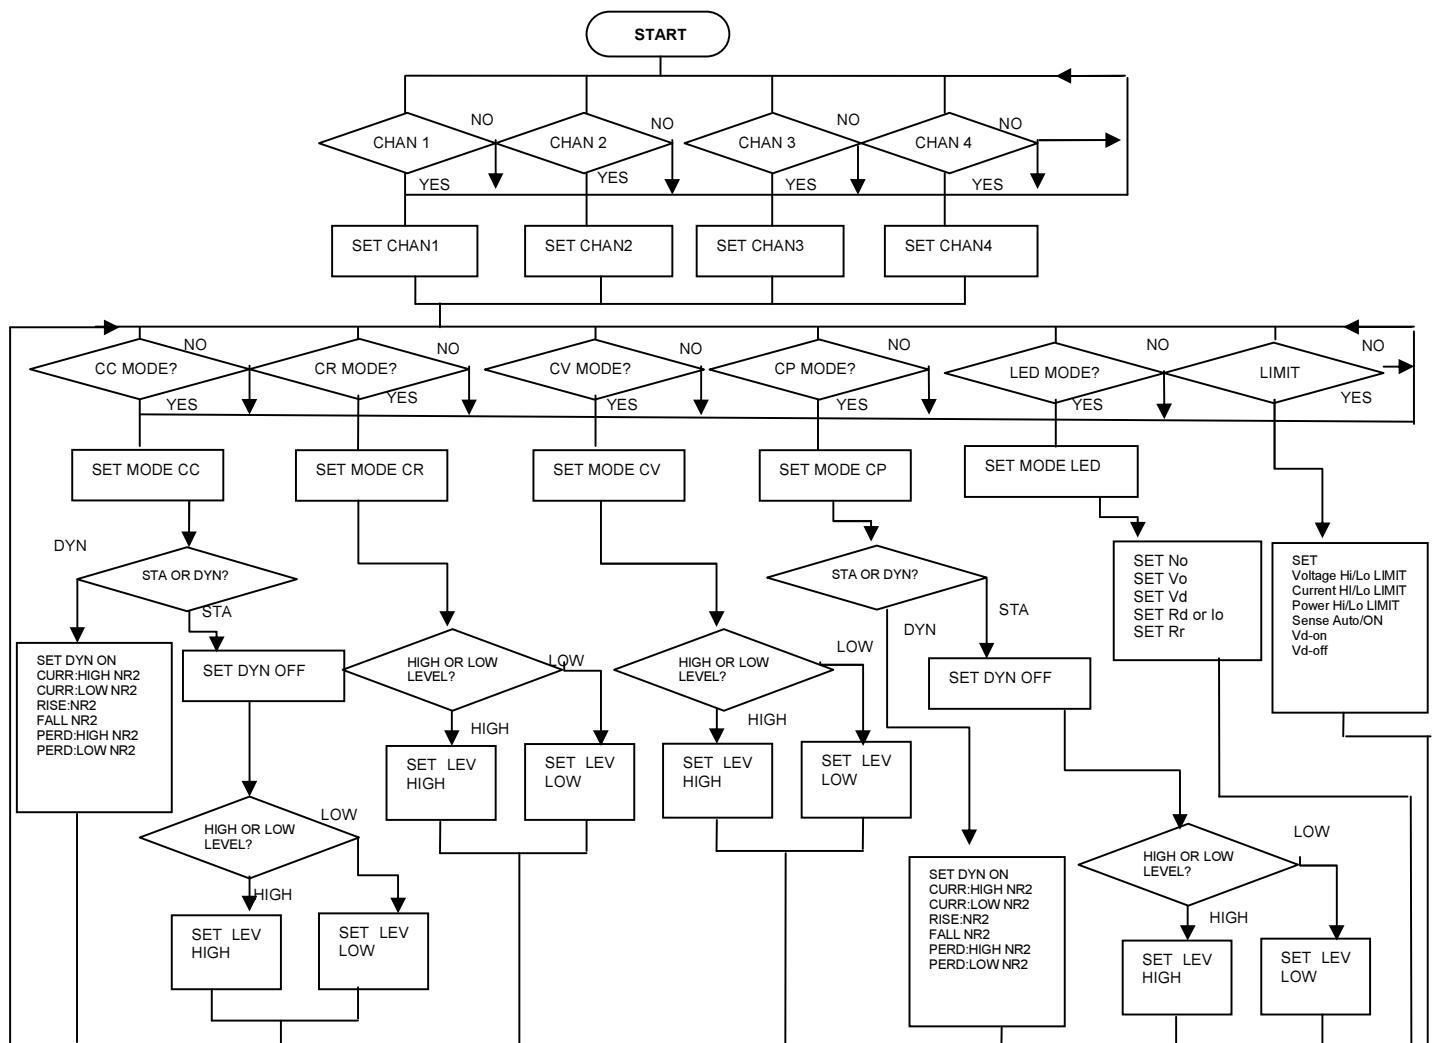 START
NO
NO
NO
NO
CHAN 1
CHAN 2
CHAN 3
CHAN 4
YES
YES
YES
YES
SET CHAN1
SET CHAN2
SET CHAN3
SET CHAN4
NO
NO
NO
NO
NO
NO
CC MODE?
CR MODE?
CV MODE?
CP MODE?
LED MODE?
LIMIT
YES
YES
YES
YES
YES
YES
SET MODE CC
SET MODE CR
SET MODE CV
SET MODE CP
SET MODE LED
DYN
STA OR DYN?
STA
STA OR DYN?
STA
DYN
SET No
SET Vo
SET Vd
SET Rd or Io
SET Rr
SET
Voltage Hi/Lo LIMIT
Current Hi/Lo LIMIT
Power Hi/Lo LIMIT
Sense Auto/ON
Vd-on
Vd-off
SET DYN ON
CURR:HIGH NR2
CURR:LOW NR2
RISE:NR2
FALL NR2
PERD:HIGH NR2
PERD:LOW NR2
SET DYN OFF
HIGH OR LOW
LEVEL?
LOW
HIGH
HIGH OR LOW
LEVEL?
LOW
HIGH
SET DYN OFF
SET LEV
HIGH
SET LEV
LOW
SET LEV
HIGH
SET LEV
LOW
HIGH OR LOW
LEVEL?
LOW
HIGH
SET LEV
HIGH
SET LEV
LOW
SET DYN ON
CURR:HIGH NR2
CURR:LOW NR2
RISE:NR2
FALL NR2
PERD:HIGH NR2
PERD:LOW NR2
HIGH OR LOW
LEVEL?
LOW
HIGH
SET LEV
HIGH
SET LEV
LOW